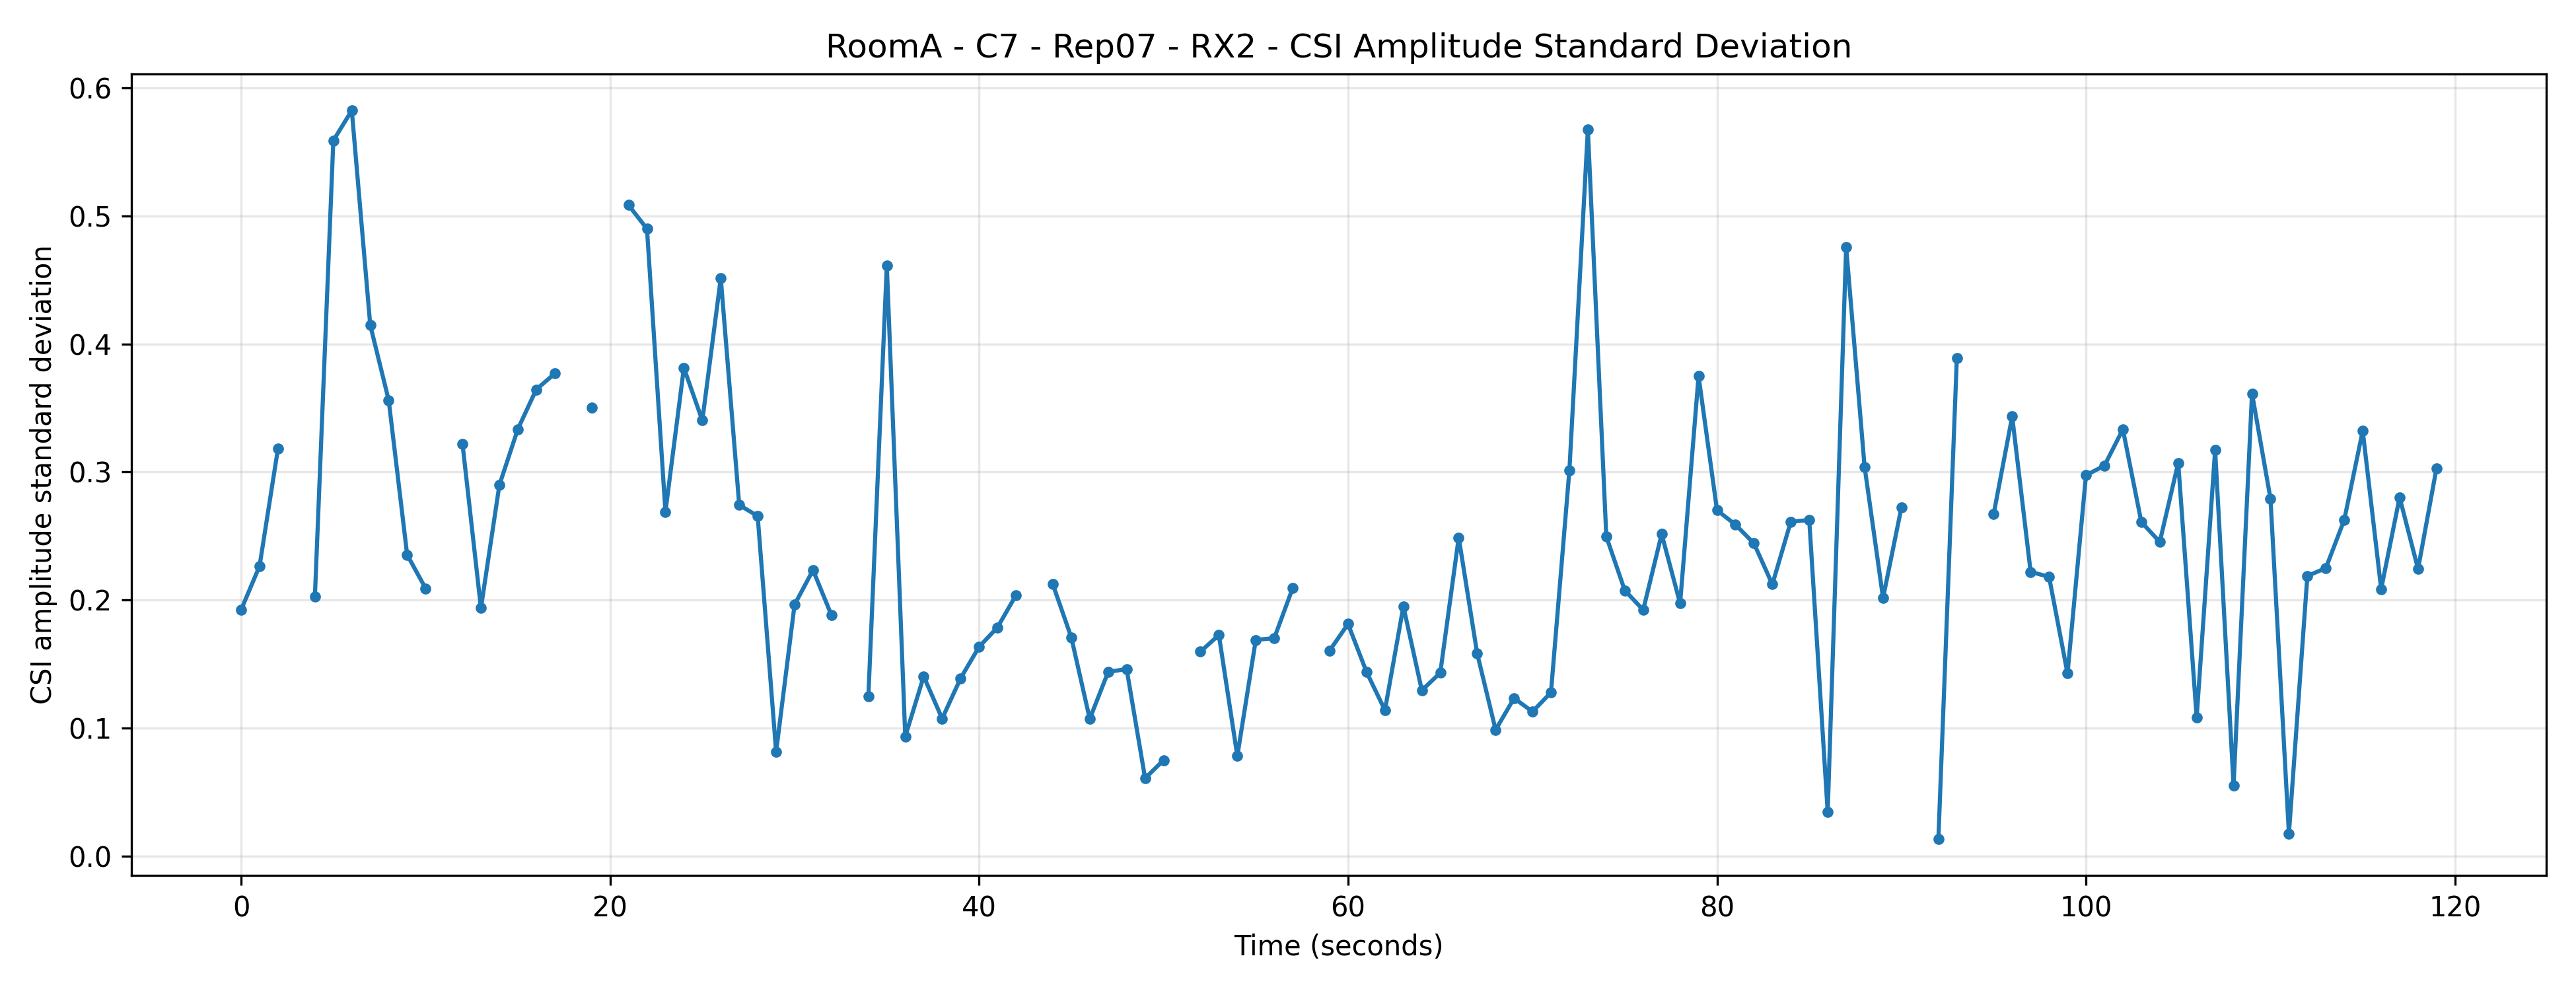 RoomA - C7 - Rep07 - RX2 - CSI Amplitude Standard Deviation
CSI amplitude standard deviation
0.6
0.5
0.4
0.3
0.2
0.1
0.0
0 20 40 60 80 100 120
Time (seconds)